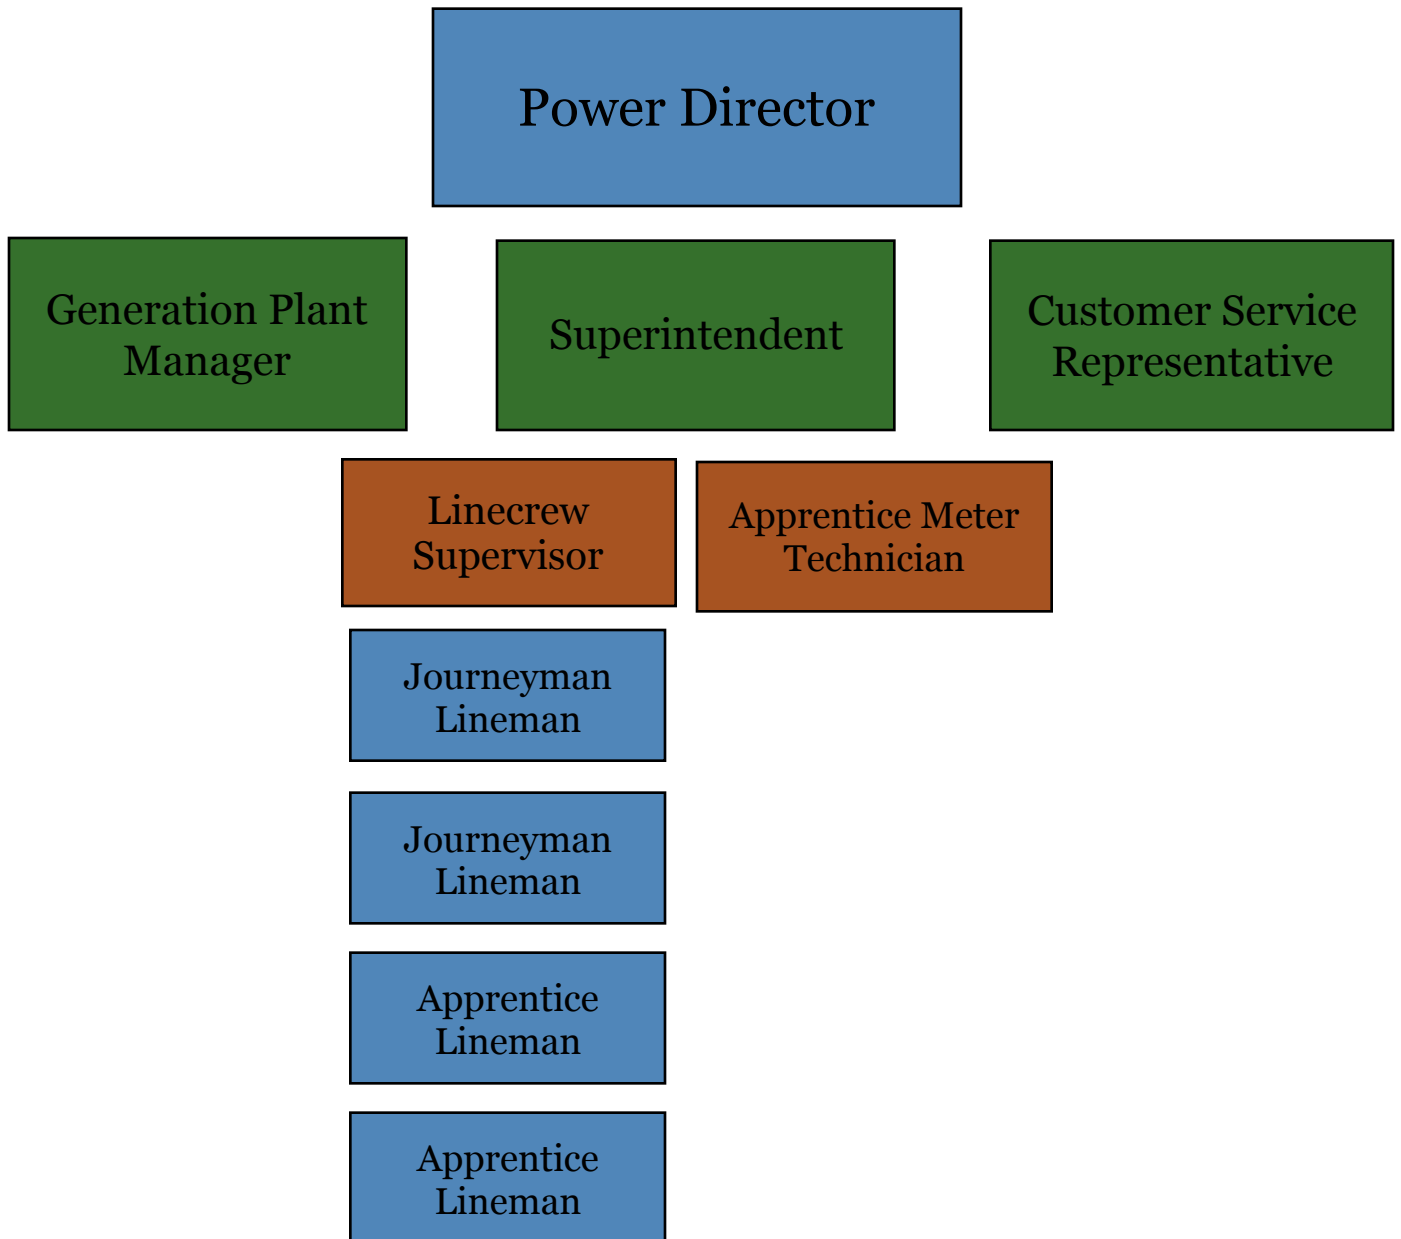 Power Director
Generation Plant
Manager
Superintendent
Customer Service
Representative
Linecrew
Supervisor
Apprentice Meter
Technician
Journeyman
Lineman
Journeyman
Lineman
Apprentice
Lineman
Apprentice
Lineman